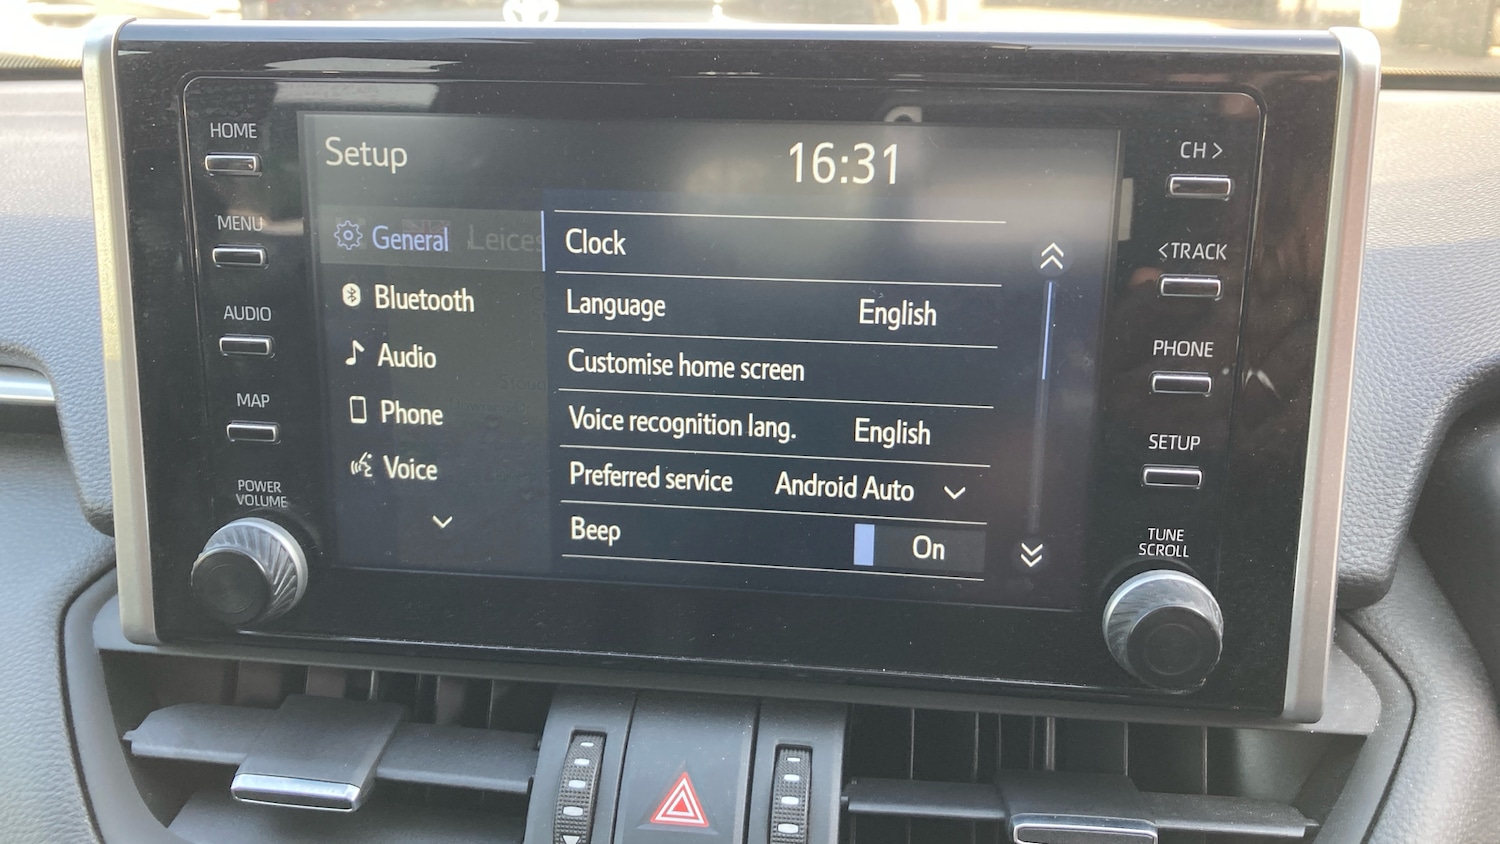 HOME
MENU
AUDIO
MAP
POWER
VOLUME
Setup 16:31
General Leices
Bluetooth
Audio
Phone
Voice
Clock
Language English
Customise home screen
Voice recognition lang. English
Preferred service Android Auto
Beep On
CH >
< TRACK
PHONE
SETUP
TUNE
SCROLL